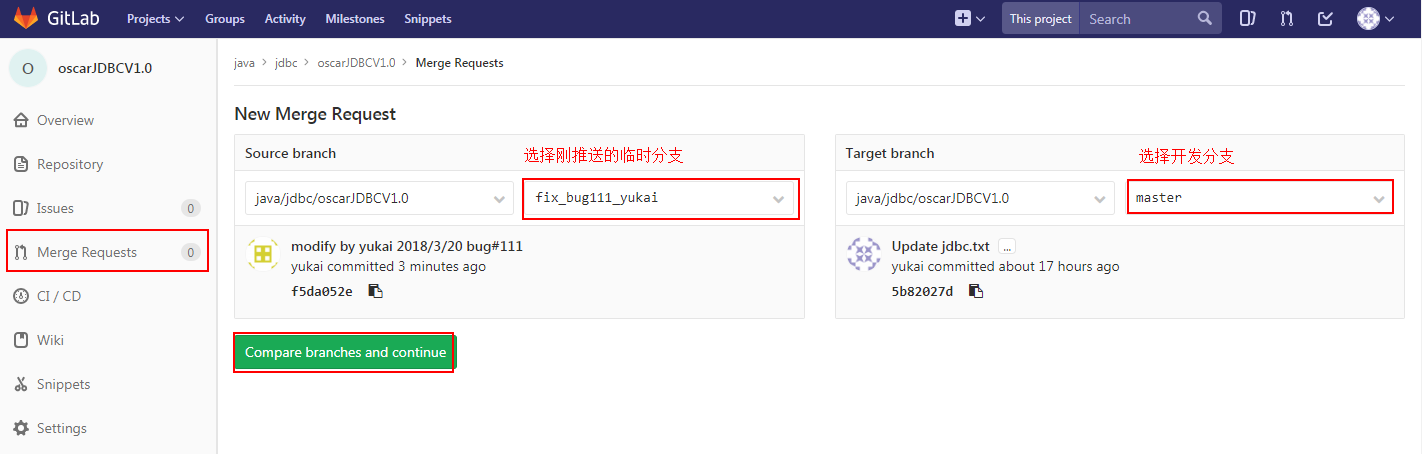 GitLab Projects Groups Activity Milestones Snippets This project Search
O oscarJDBCV1.0
java > jdbc > oscarJDBCV1.0 > Merge Requests
Overview
Repository
Issues 0
Merge Requests 0
CI / CD
Wiki
Snippets
Settings
New Merge Request
Source branch 选择刚推送的临时分支
java/jdbc/oscarJDBCV1.0 fix_bug111_yukai
modify by yukai 2018/3/20 bug#111
yukai committed 3 minutes ago
f5da052e
Target branch 选择开发分支
java/jdbc/oscarJDBCV1.0 master
Update jdbc.txt ...
yukai committed about 17 hours ago
5b82027d
Compare branches and continue